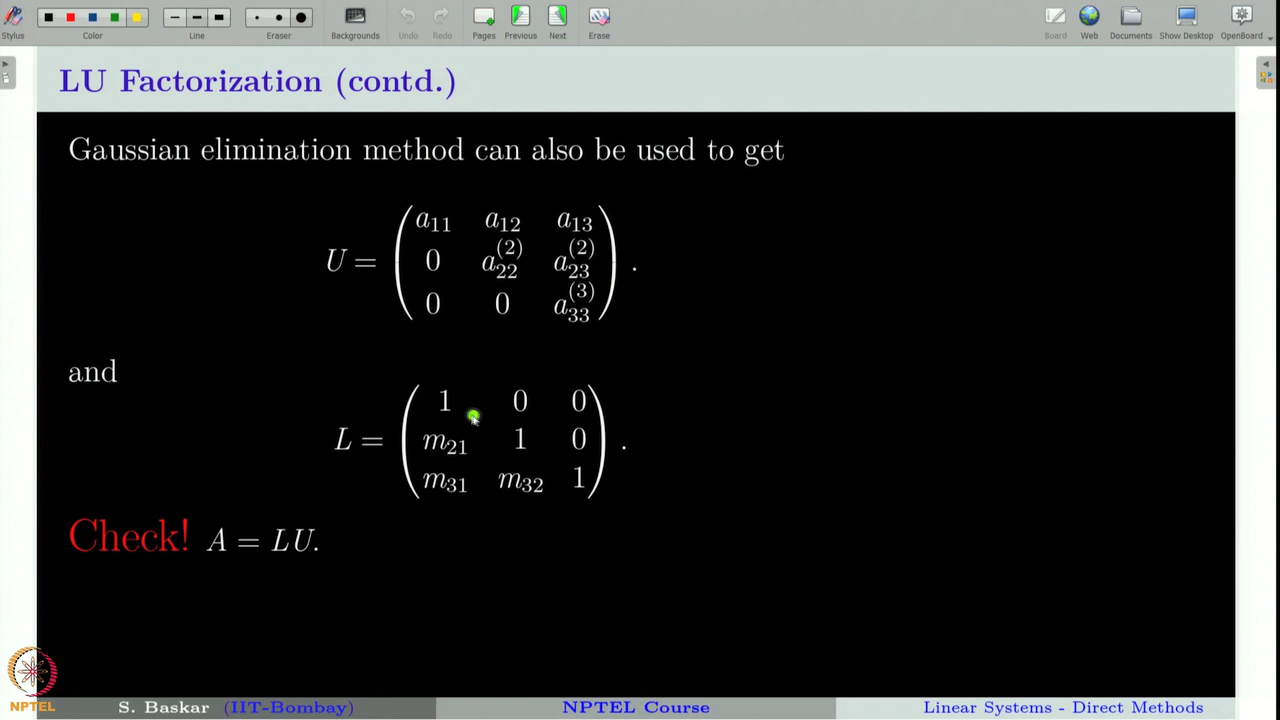 Stylus Color Line Eraser Backgrounds Undo Redo Pages Previous Next Erase Board Web Documents Show Desktop OpenBoard
LU Factorization (contd.)
Gaussian elimination method can also be used to get
a₁₁ a₁₂ a₁₃
U = 0 a₂₂⁽²⁾ a₂₃⁽²⁾ .
0 0 a₃₃⁽³⁾
and
1 0 0
L = m₂₁ 1 0 .
m₃₁ m₃₂ 1
Check! A = LU.
NPTEL
S. Baskar (IIT-Bombay) NPTEL Course Linear Systems - Direct Methods